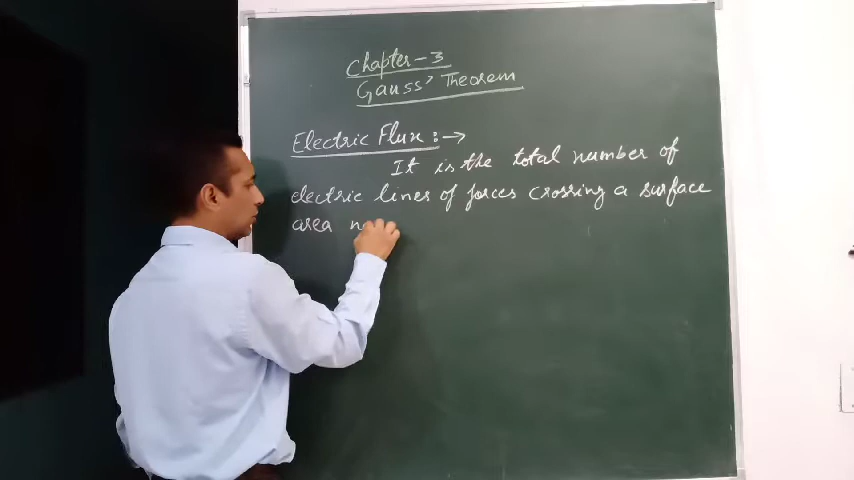 Chapter-3
Gauss' Theorem
Electric Flux :→
It is the total number of
electric lines of forces crossing a surface
area